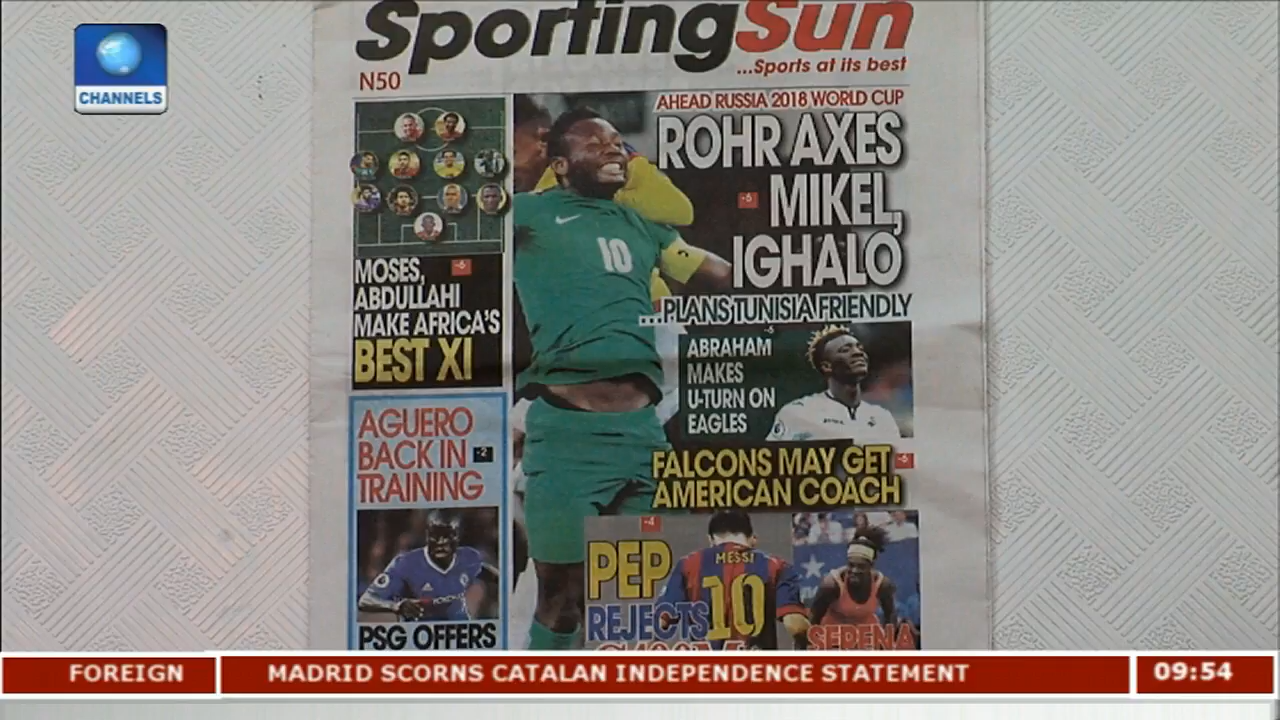 CHANNELS
SportingSun
...Sports at its best
N50
AHEAD RUSSIA 2018 WORLD CUP
ROHR AXES
MIKEL,
IGHALO
...PLANS TUNISIA FRIENDLY
10
MOSES,
ABDULLAHI
MAKE AFRICA'S
BEST XI
ABRAHAM
MAKES
U-TURN ON
EAGLES
AGUERO
BACK IN
TRAINING
-2
FALCONS MAY GET
AMERICAN COACH
-4
PEP
REJECTS
MESSI
10
SERENA
PSG OFFERS
FOREIGN
MADRID SCORNS CATALAN INDEPENDENCE STATEMENT
09:54